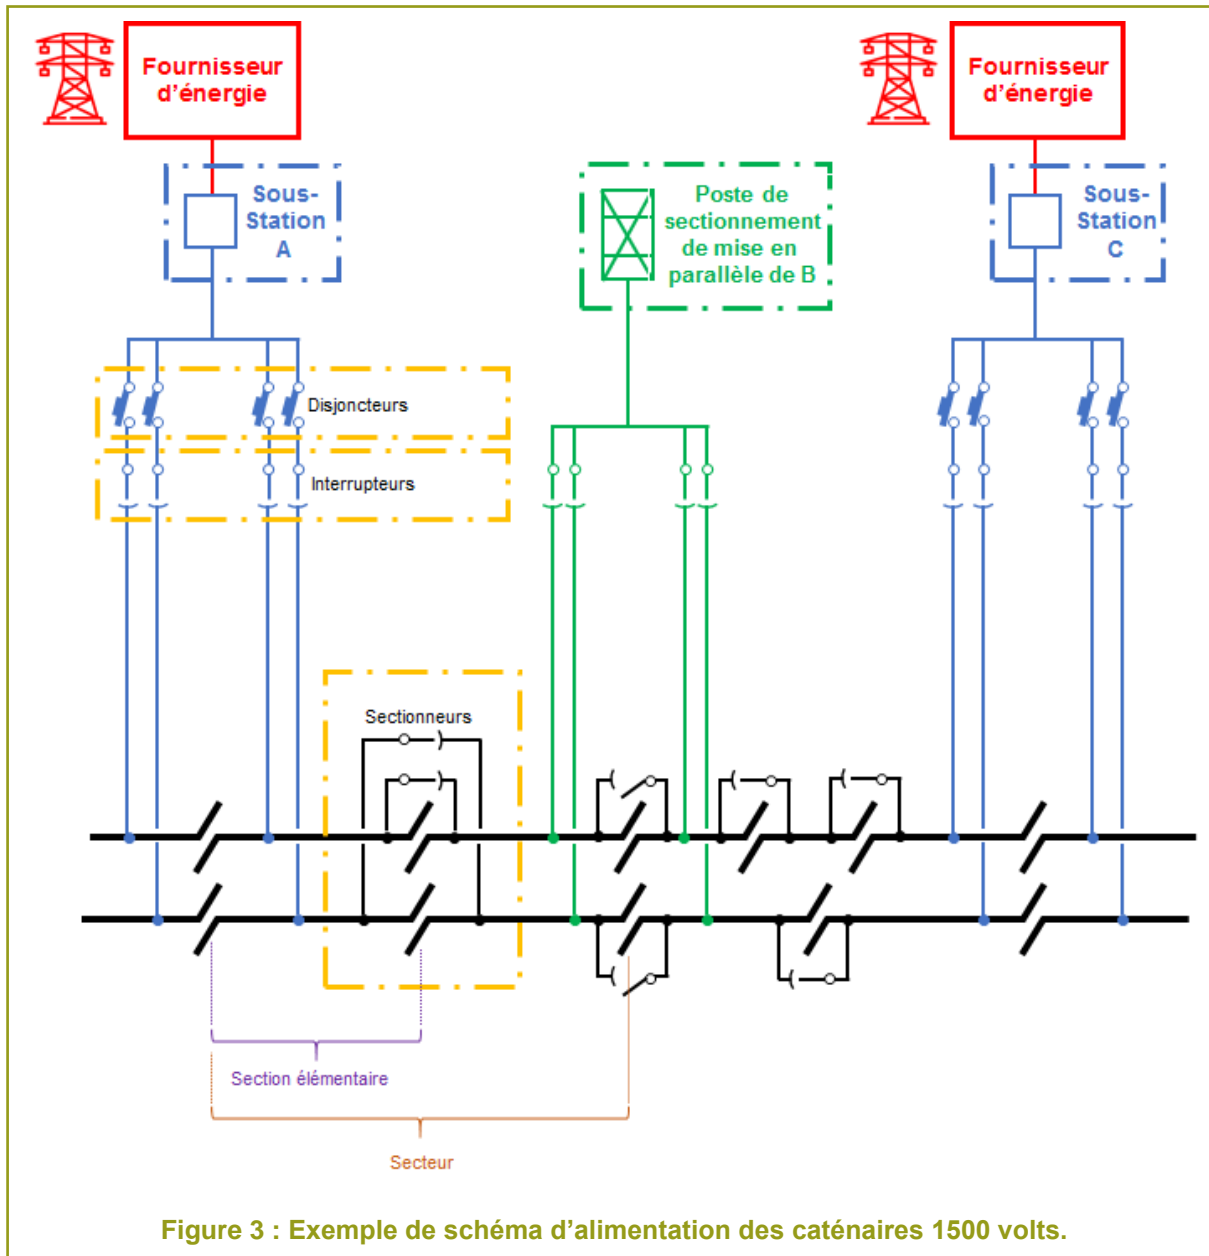 Fournisseur
d’énergie
Fournisseur
d’énergie
Sous-
Station
A
Poste de
sectionnement
de mise en
parallèle de B
Sous-
Station
C
Disjoncteurs
Interrupteurs
Sectionneurs
Section élémentaire
Secteur
Figure 3 : Exemple de schéma d’alimentation des caténaires 1500 volts.